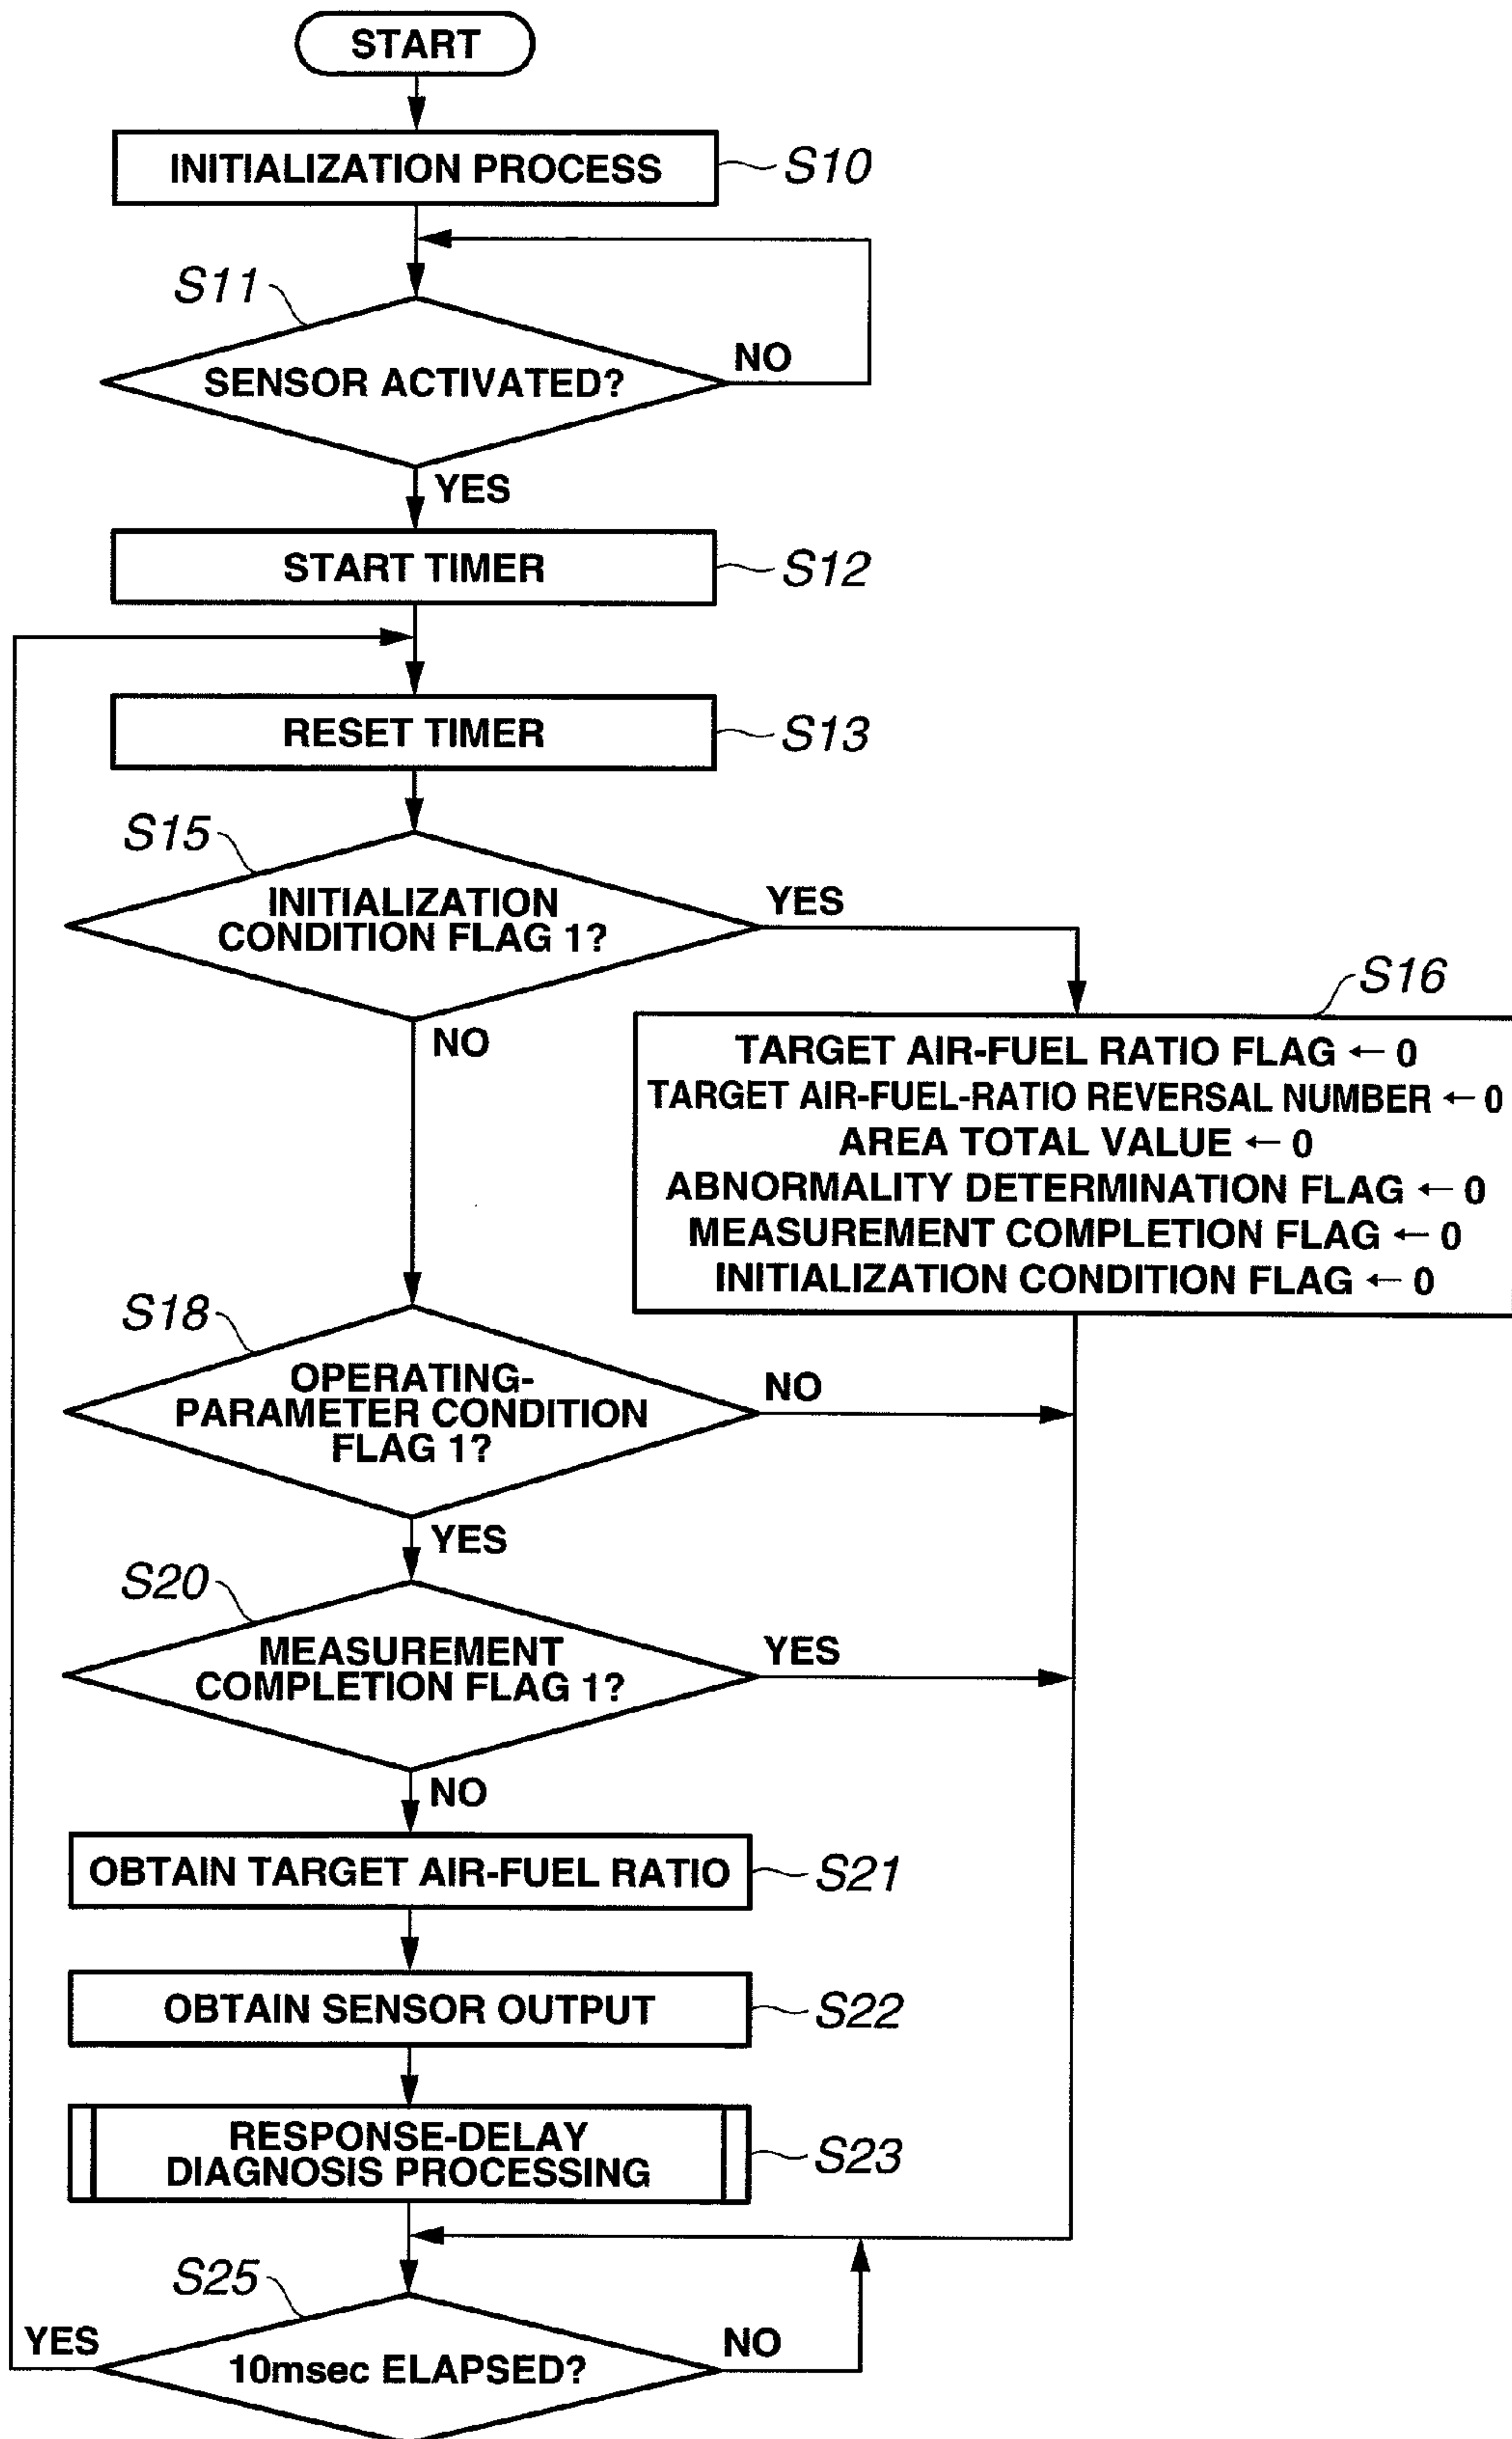 START
INITIALIZATION PROCESS
S10
S11
SENSOR ACTIVATED?
NO
YES
START TIMER
S12
RESET TIMER
S13
S15
INITIALIZATION
CONDITION FLAG 1?
YES
NO
S16
TARGET AIR-FUEL RATIO FLAG ← 0
TARGET AIR-FUEL-RATIO REVERSAL NUMBER ← 0
AREA TOTAL VALUE ← 0
ABNORMALITY DETERMINATION FLAG ← 0
MEASUREMENT COMPLETION FLAG ← 0
INITIALIZATION CONDITION FLAG ← 0
S18
OPERATING-
PARAMETER CONDITION
FLAG 1?
NO
YES
S20
MEASUREMENT
COMPLETION FLAG 1?
YES
NO
OBTAIN TARGET AIR-FUEL RATIO
S21
OBTAIN SENSOR OUTPUT
S22
RESPONSE-DELAY
DIAGNOSIS PROCESSING
S23
S25
YES
10msec ELAPSED?
NO